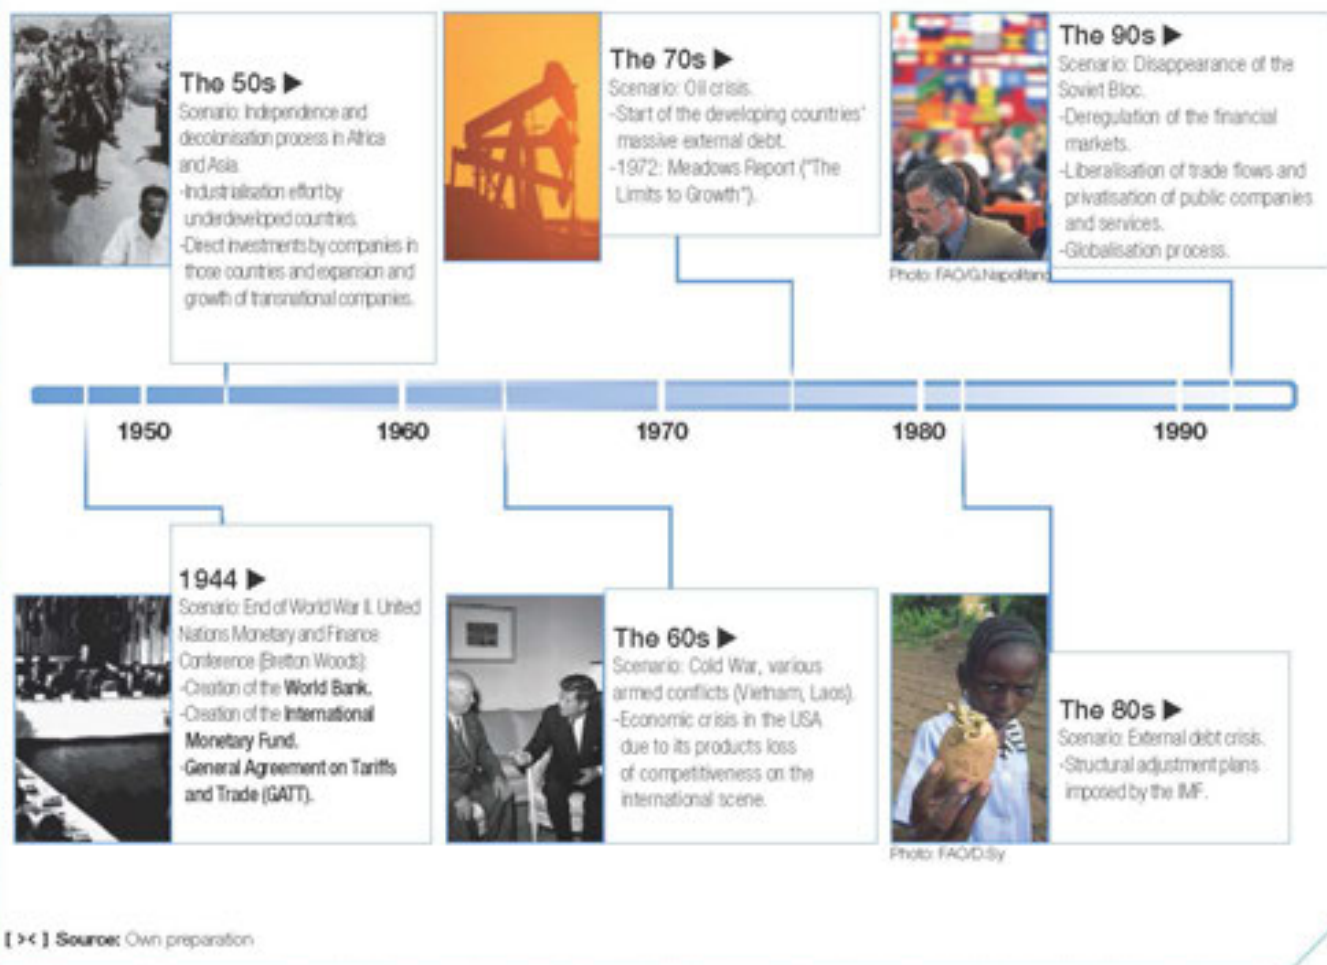 The 50s ▶
Scenario: Independence and
decolonisation process in Africa
and Asia.
-Industrialisation effort by
underdeveloped countries.
-Direct investments by companies in
those countries and expansion and
growth of transnational companies.
The 70s ▶
Scenario: Oil crisis.
-Start of the developing countries'
massive external debt.
-1972: Meadows Report ("The
Limits to Growth").
The 90s ▶
Scenario: Disappearance of the
Soviet Bloc.
-Deregulation of the financial
markets.
-Liberalisation of trade flows and
privatisation of public companies
and services.
-Globalisation process.
Photo: FAO/G.Napolitano
1950
1960
1970
1980
1990
1944 ▶
Scenario: End of World War II. United
Nations Monetary and Finance
Conference (Bretton Woods):
-Creation of the World Bank.
-Creation of the International
Monetary Fund.
-General Agreement on Tariffs
and Trade (GATT).
The 60s ▶
Scenario: Cold War, various
armed conflicts (Vietnam, Laos).
-Economic crisis in the USA
due to its products loss
of competitiveness on the
international scene.
The 80s ▶
Scenario: External debt crisis.
-Structural adjustment plans
imposed by the IMF.
Photo: FAO/D.Sy
[ >< ] Source: Own preparation